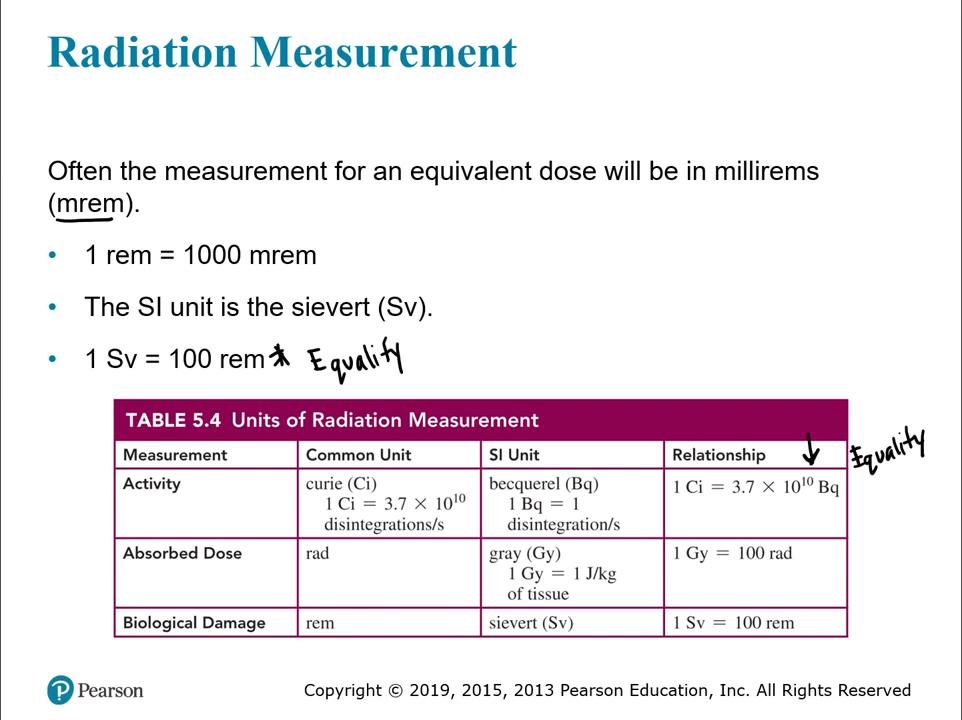 Radiation Measurement
Often the measurement for an equivalent dose will be in millirems
(mrem).
• 1 rem = 1000 mrem
• The SI unit is the sievert (Sv).
• 1 Sv = 100 rem * Equality
TABLE 5.4 Units of Radiation Measurement
Measurement Common Unit SI Unit Relationship ↓ Equality
Activity curie (Ci) becquerel (Bq) 1 Ci = 3.7 × 10¹⁰ Bq
1 Ci = 3.7 × 10¹⁰ 1 Bq = 1
disintegrations/s disintegration/s
Absorbed Dose rad gray (Gy) 1 Gy = 100 rad
1 Gy = 1 J/kg
of tissue
Biological Damage rem sievert (Sv) 1 Sv = 100 rem
P Pearson Copyright © 2019, 2015, 2013 Pearson Education, Inc. All Rights Reserved